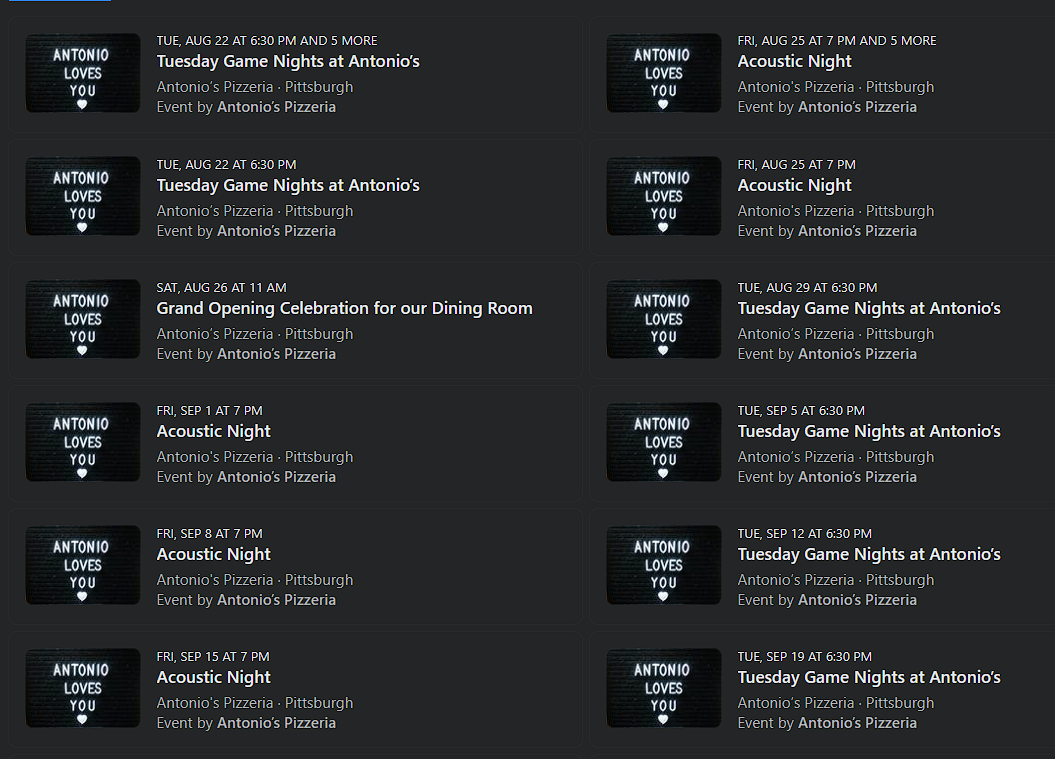 ANTONIO
LOVES
YOU
TUE, AUG 22 AT 6:30 PM AND 5 MORE
Tuesday Game Nights at Antonio's
Antonio's Pizzeria · Pittsburgh
Event by Antonio's Pizzeria
ANTONIO
LOVES
YOU
FRI, AUG 25 AT 7 PM AND 5 MORE
Acoustic Night
Antonio's Pizzeria · Pittsburgh
Event by Antonio's Pizzeria
ANTONIO
LOVES
YOU
TUE, AUG 22 AT 6:30 PM
Tuesday Game Nights at Antonio's
Antonio's Pizzeria · Pittsburgh
Event by Antonio's Pizzeria
ANTONIO
LOVES
YOU
FRI, AUG 25 AT 7 PM
Acoustic Night
Antonio's Pizzeria · Pittsburgh
Event by Antonio's Pizzeria
ANTONIO
LOVES
YOU
SAT, AUG 26 AT 11 AM
Grand Opening Celebration for our Dining Room
Antonio's Pizzeria · Pittsburgh
Event by Antonio's Pizzeria
ANTONIO
LOVES
YOU
TUE, AUG 29 AT 6:30 PM
Tuesday Game Nights at Antonio's
Antonio's Pizzeria · Pittsburgh
Event by Antonio's Pizzeria
ANTONIO
LOVES
YOU
FRI, SEP 1 AT 7 PM
Acoustic Night
Antonio's Pizzeria · Pittsburgh
Event by Antonio's Pizzeria
ANTONIO
LOVES
YOU
TUE, SEP 5 AT 6:30 PM
Tuesday Game Nights at Antonio's
Antonio's Pizzeria · Pittsburgh
Event by Antonio's Pizzeria
ANTONIO
LOVES
YOU
FRI, SEP 8 AT 7 PM
Acoustic Night
Antonio's Pizzeria · Pittsburgh
Event by Antonio's Pizzeria
ANTONIO
LOVES
YOU
TUE, SEP 12 AT 6:30 PM
Tuesday Game Nights at Antonio's
Antonio's Pizzeria · Pittsburgh
Event by Antonio's Pizzeria
ANTONIO
LOVES
YOU
FRI, SEP 15 AT 7 PM
Acoustic Night
Antonio's Pizzeria · Pittsburgh
Event by Antonio's Pizzeria
ANTONIO
LOVES
YOU
TUE, SEP 19 AT 6:30 PM
Tuesday Game Nights at Antonio's
Antonio's Pizzeria · Pittsburgh
Event by Antonio's Pizzeria